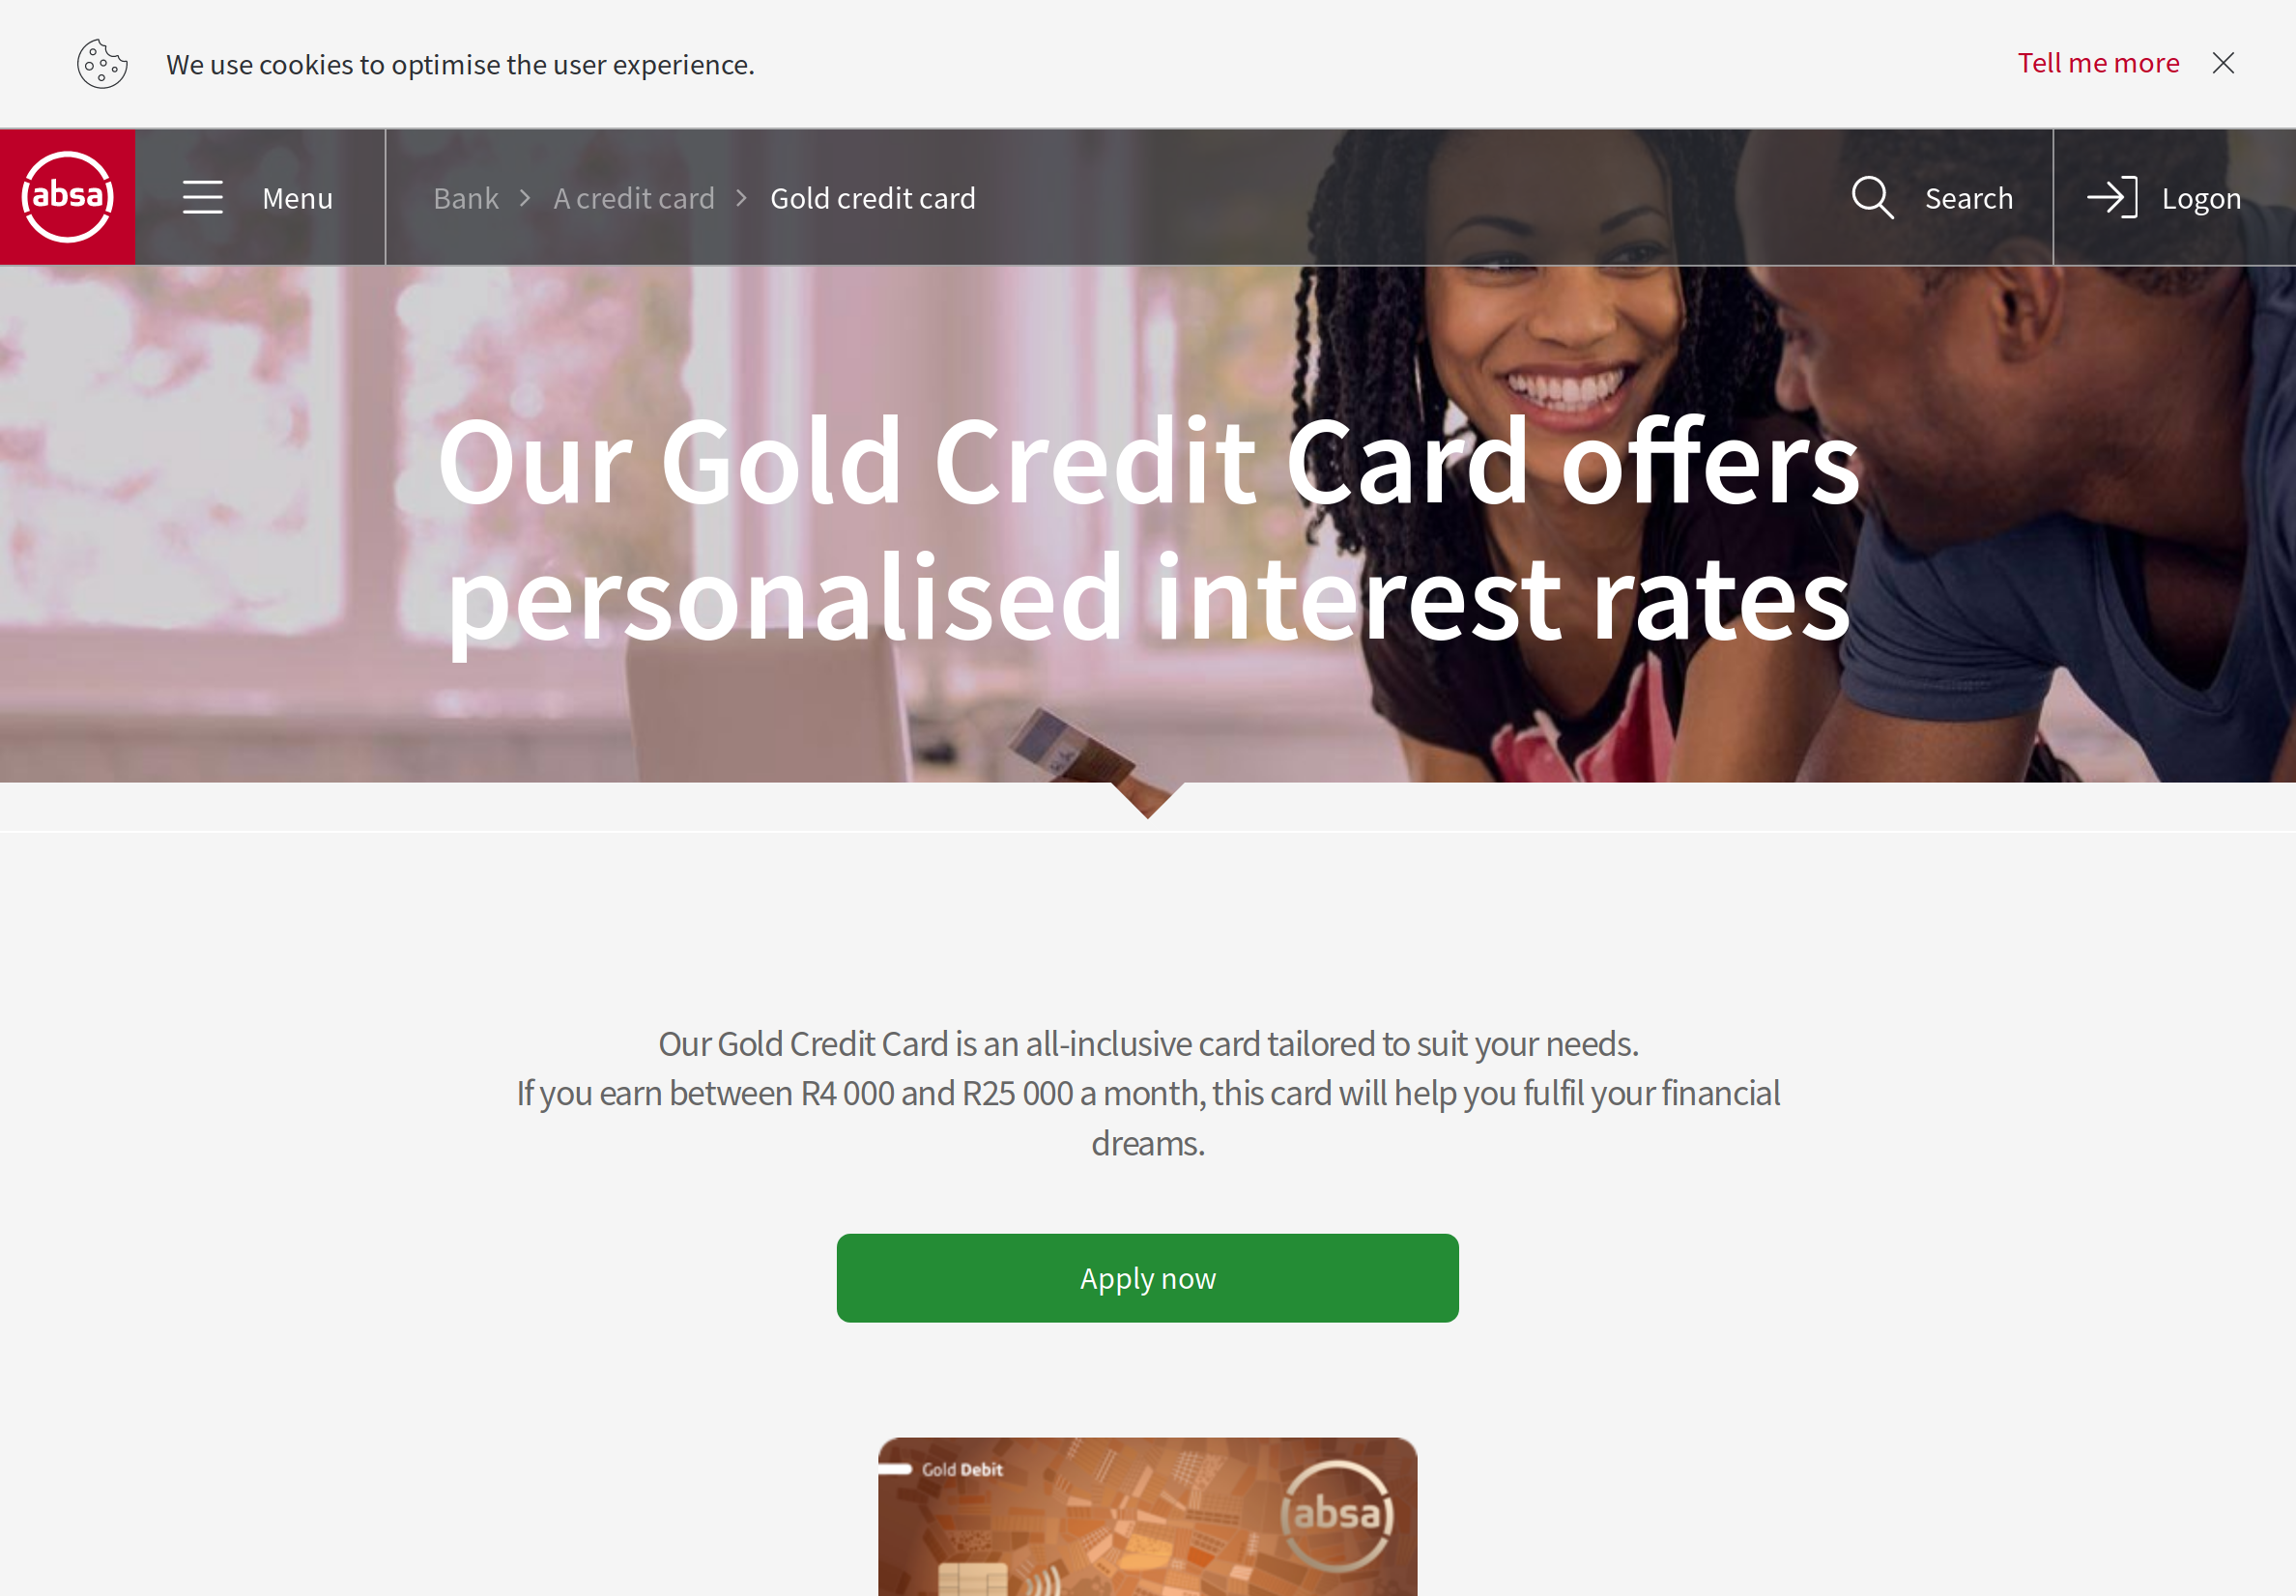 We use cookies to optimise the user experience.
Tell me more
absa
Menu
Bank
A credit card
Gold credit card
Search
Logon
Our Gold Credit Card offers
personalised interest rates
Our Gold Credit Card is an all-inclusive card tailored to suit your needs.
If you earn between R4 000 and R25 000 a month, this card will help you fulfil your financial
dreams.
Apply now
Gold Debit
absa